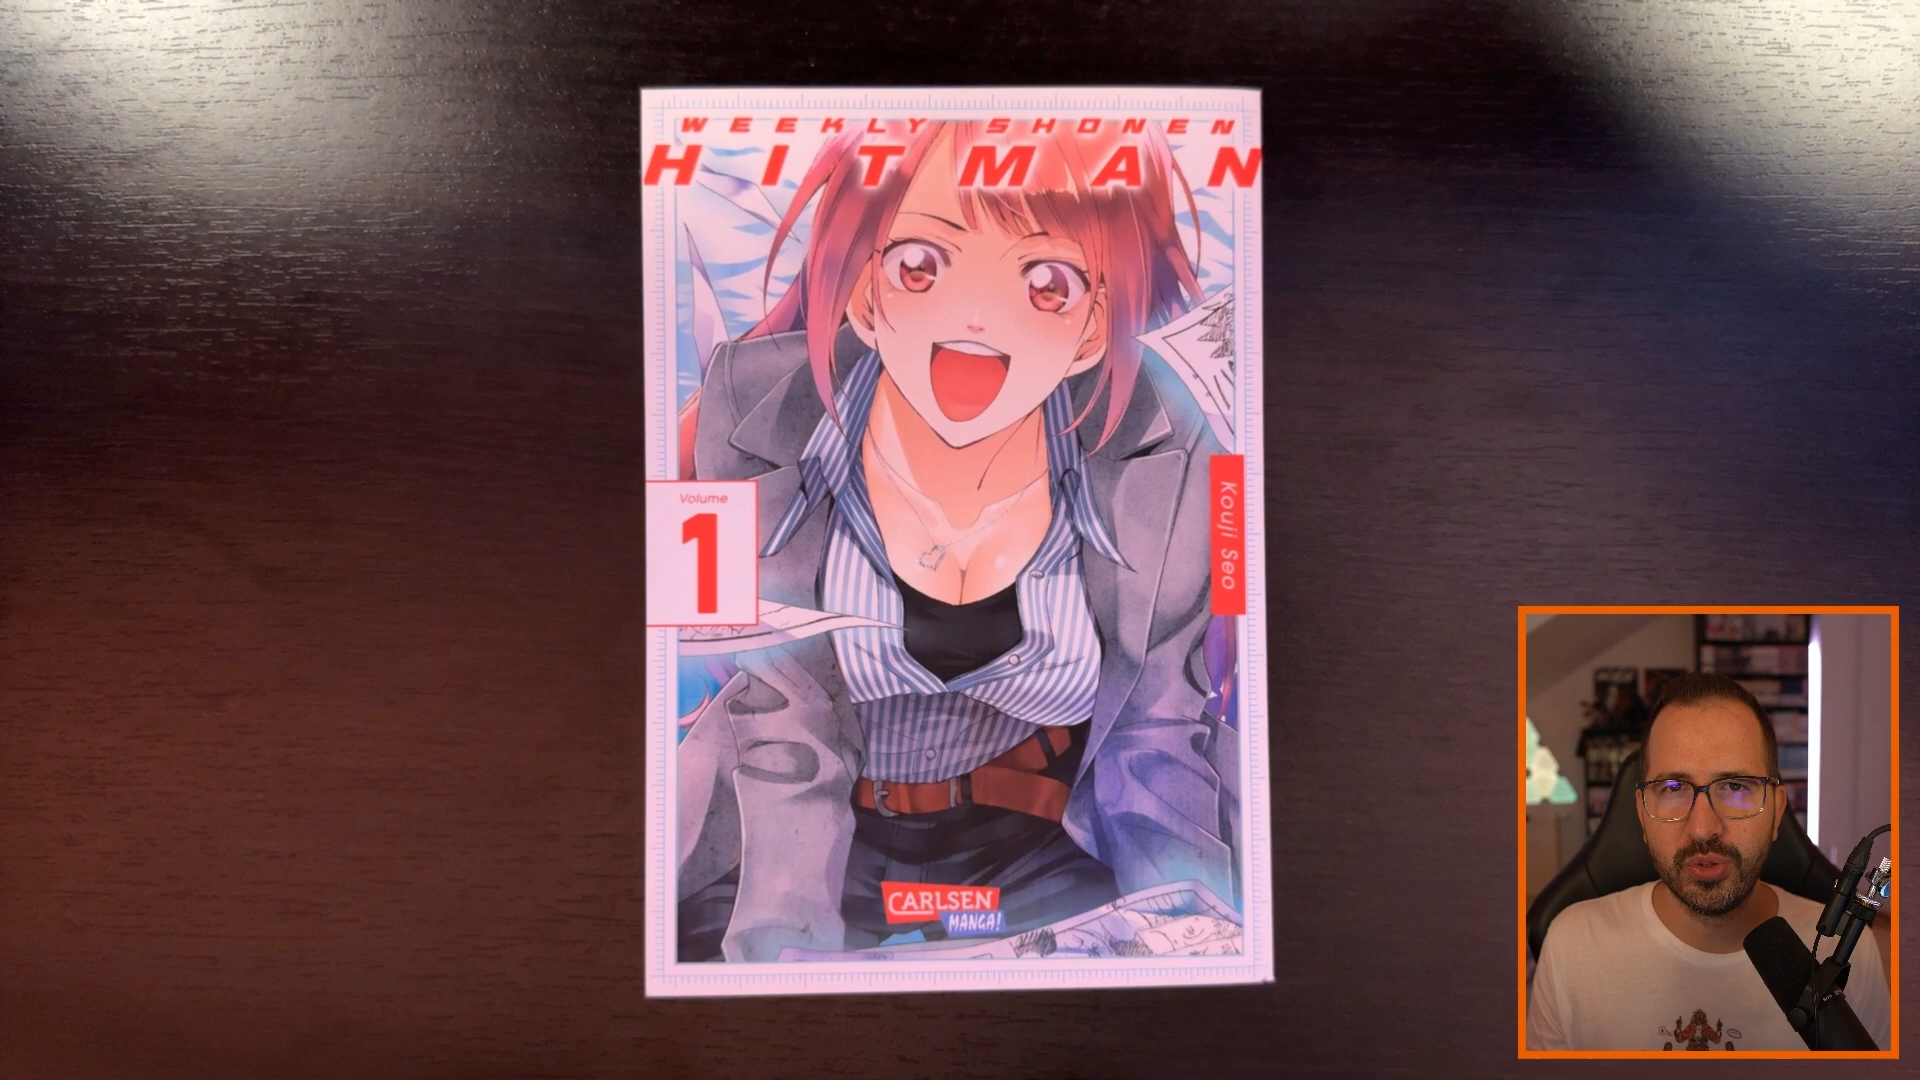 WEEKLY SHONEN
HITMAN
Volume
1
Kouji Seo
CARLSEN
MANGA!